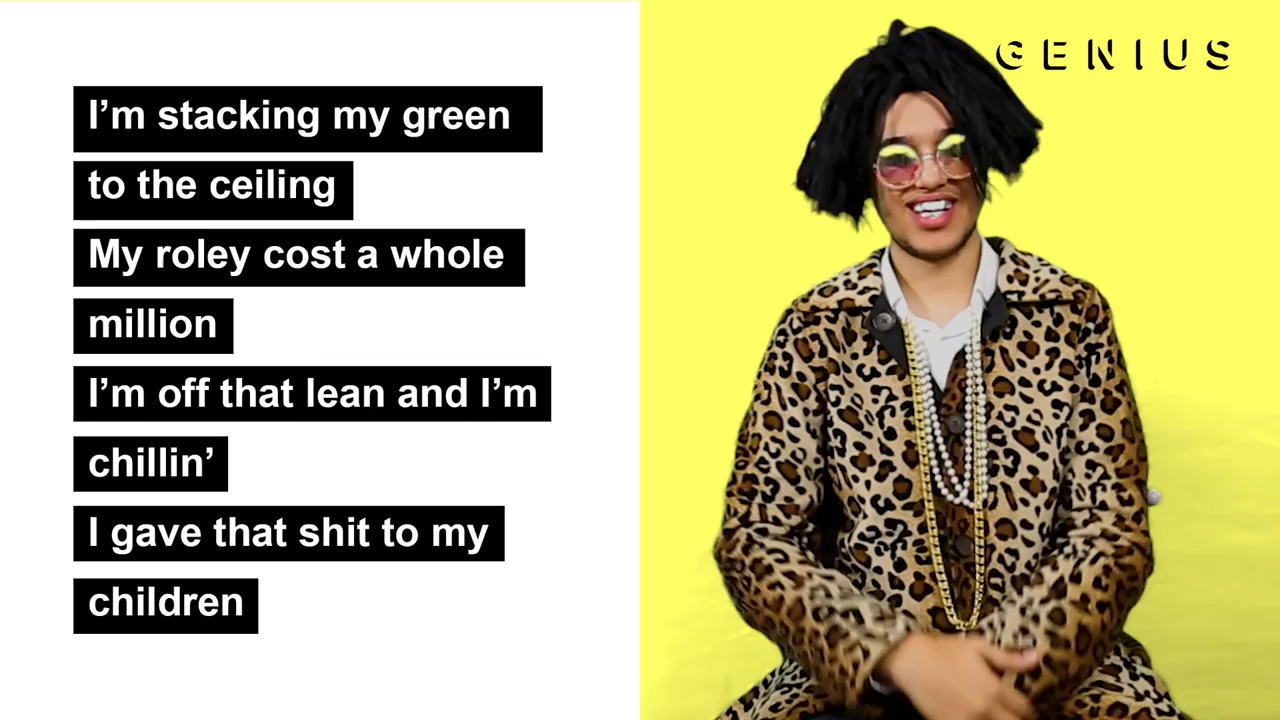 I'm stacking my green
to the ceiling
My roley cost a whole
million
I'm off that lean and I'm
chillin'
I gave that shit to my
children
GENIUS